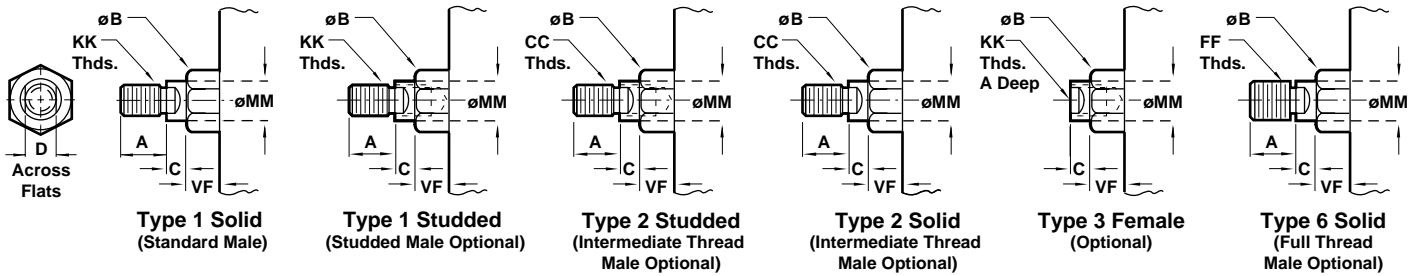 D
Across
Flats
øB
KK
Thds.
øMM
A
C
VF
Type 1 Solid
(Standard Male)
øB
KK
Thds.
øMM
A
C
VF
Type 1 Studded
(Studded Male Optional)
øB
CC
Thds.
øMM
A
C
VF
Type 2 Studded
(Intermediate Thread
Male Optional)
øB
CC
Thds.
øMM
A
C
VF
Type 2 Solid
(Intermediate Thread
Male Optional)
øB
KK
Thds.
A Deep
øMM
C
VF
Type 3 Female
(Optional)
øB
FF
Thds.
øMM
A
C
VF
Type 6 Solid
(Full Thread
Male Optional)